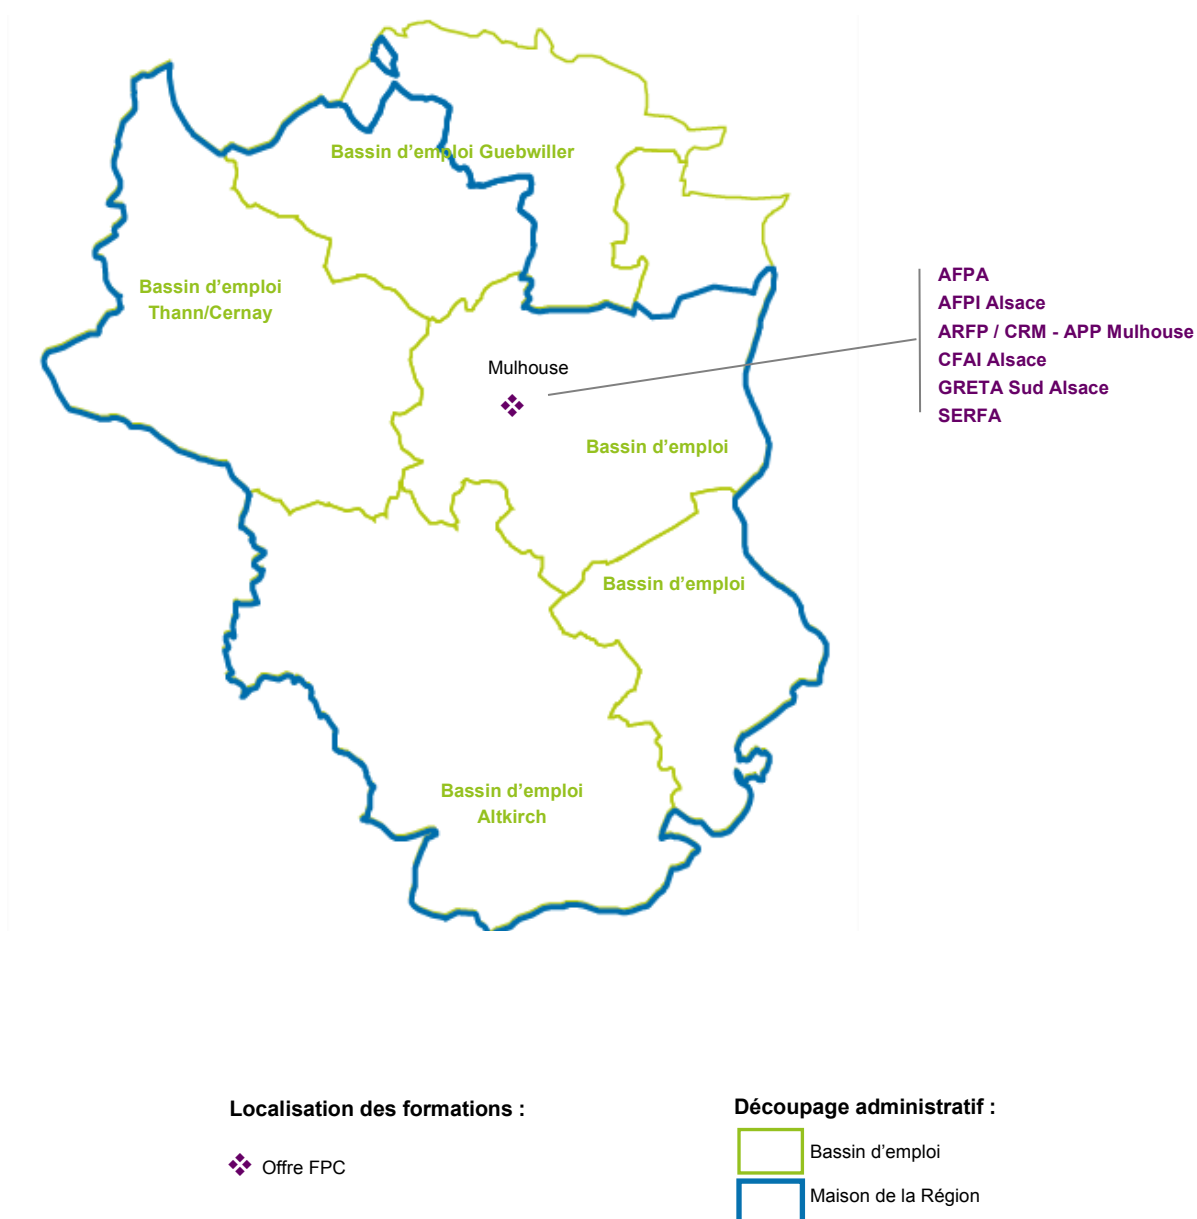 Bassin d'emploi Guebwiller
Bassin d'emploi
Thann/Cernay
AFPA
AFPI Alsace
ARFP / CRM - APP Mulhouse
CFAI Alsace
GRETA Sud Alsace
SERFA
Mulhouse
Bassin d'emploi
Bassin d'emploi
Bassin d'emploi
Altkirch
Localisation des formations :
Offre FPC
Découpage administratif :
Bassin d'emploi
Maison de la Région